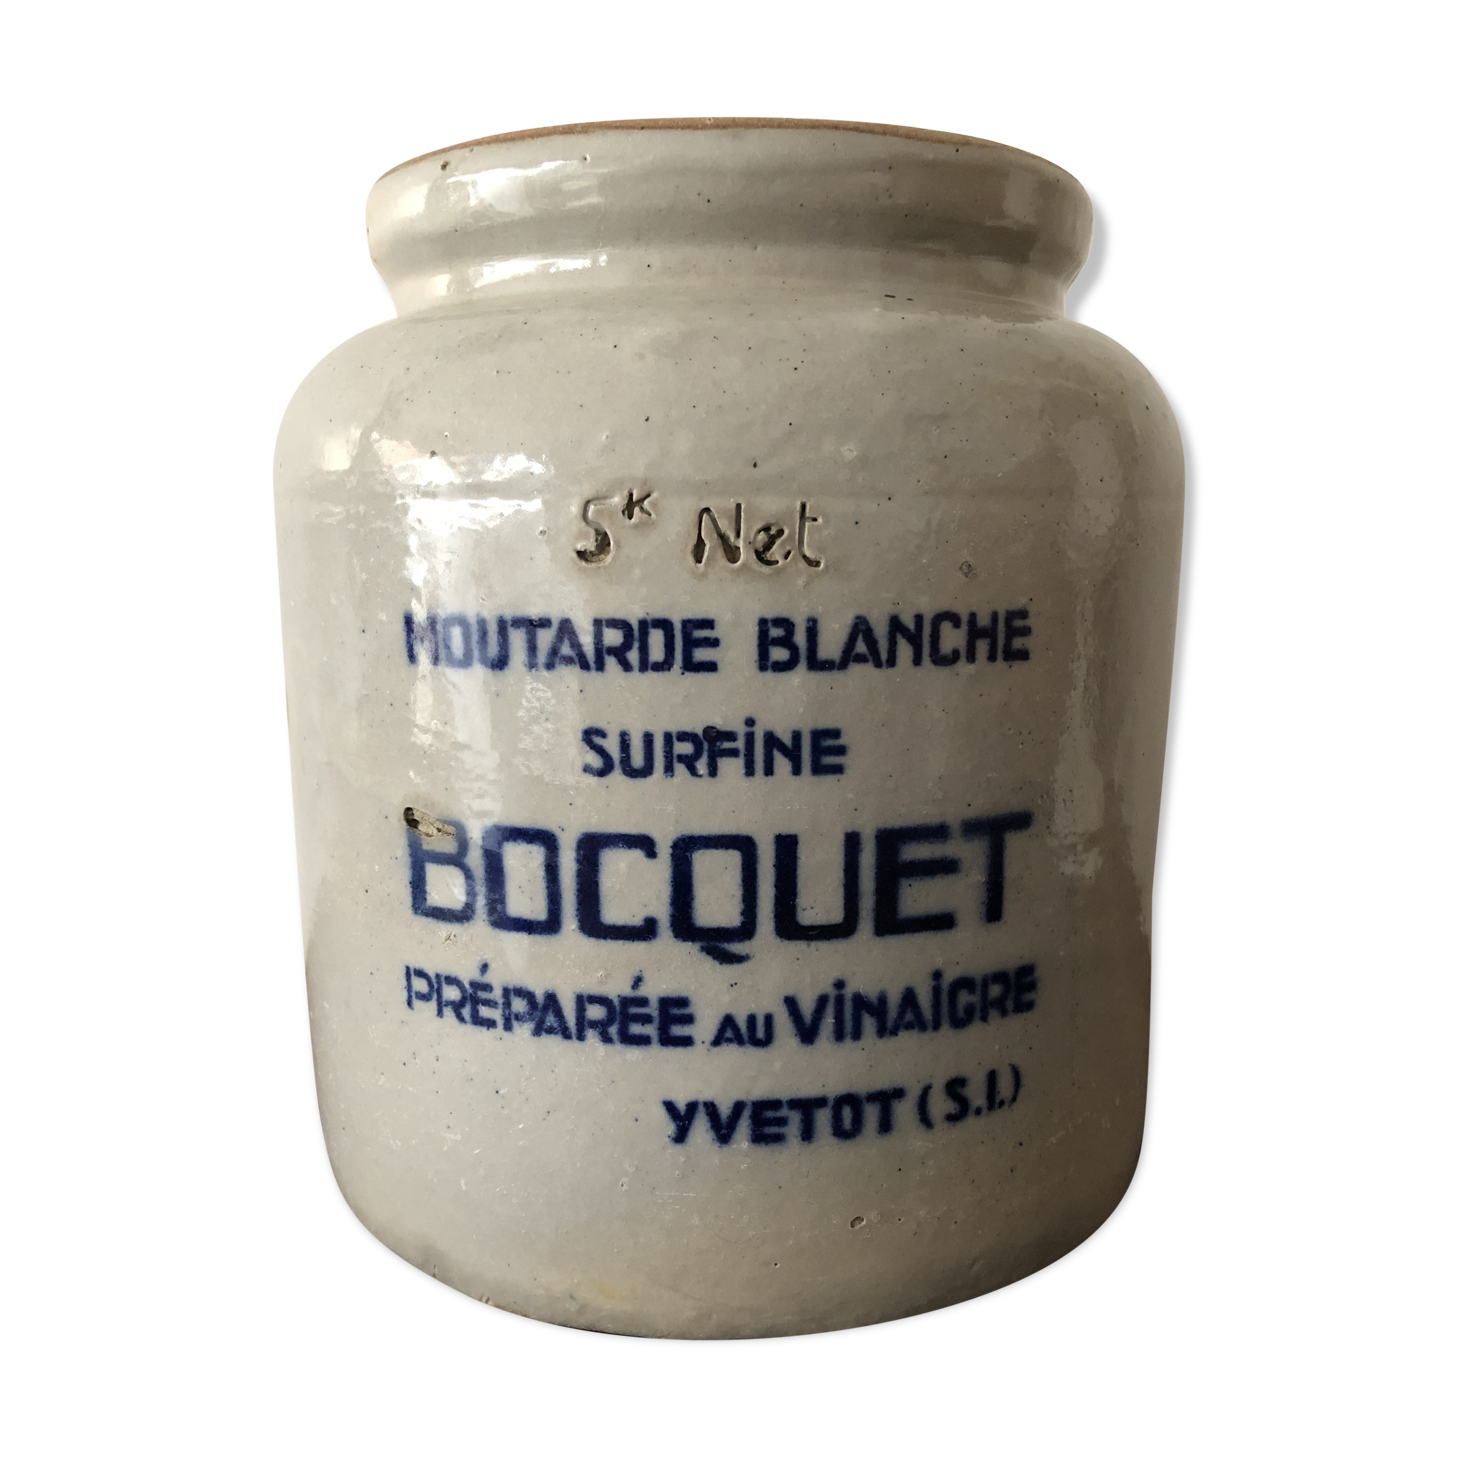 5K Net
MOUTARDE BLANCHE
SURFINE
BOCQUET
PRÉPARÉE AU VINAIGRE
YVETOT (S.I.)